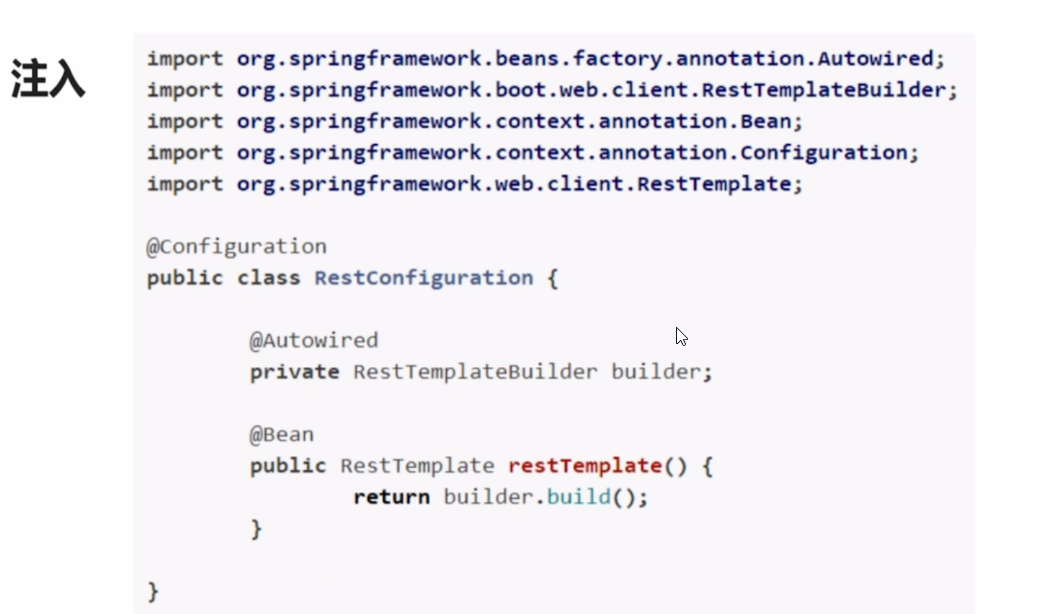 注入
import org.springframework.beans.factory.annotation.Autowired;
import org.springframework.boot.web.client.RestTemplateBuilder;
import org.springframework.context.annotation.Bean;
import org.springframework.context.annotation.Configuration;
import org.springframework.web.client.RestTemplate;
@Configuration
public class RestConfiguration {
@Autowired
private RestTemplateBuilder builder;
@Bean
public RestTemplate restTemplate() {
return builder.build();
}
}